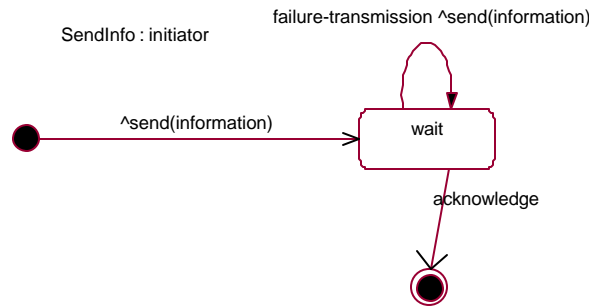 failure-transmission ^send(information)
SendInfo : initiator
^send(information)
wait
acknowledge